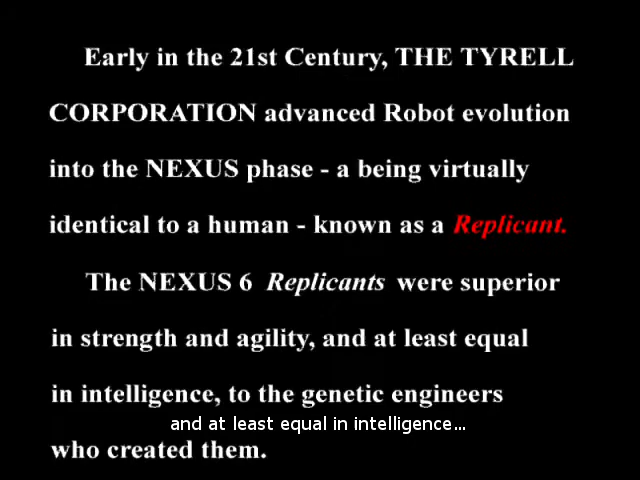 Early in the 21st Century, THE TYRELL
CORPORATION advanced Robot evolution
into the NEXUS phase - a being virtually
identical to a human - known as a Replicant.
The NEXUS 6 Replicants were superior
in strength and agility, and at least equal
in intelligence, to the genetic engineers
and at least equal in intelligence...
who created them.